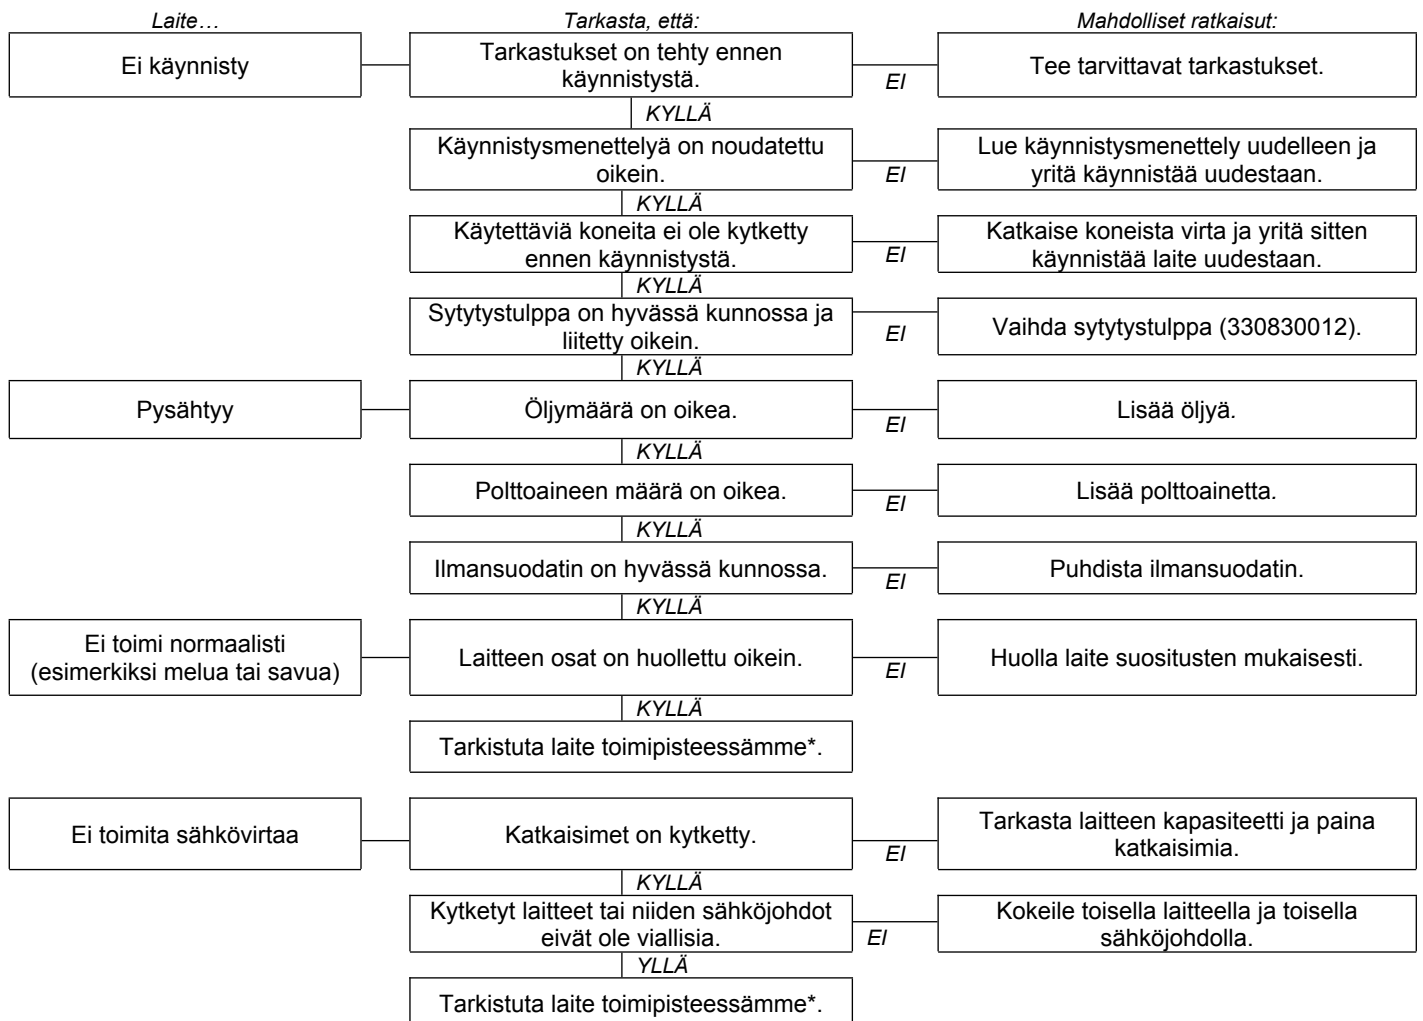 Laite…
Tarkasta, että:
Mahdolliset ratkaisut:
Ei käynnisty
Tarkastukset on tehty ennen
käynnistystä.
EI
Tee tarvittavat tarkastukset.
KYLLÄ
Käynnistysmenettelyä on noudatettu
oikein.
EI
Lue käynnistysmenettely uudelleen ja
yritä käynnistää uudestaan.
KYLLÄ
Käytettäviä koneita ei ole kytketty
ennen käynnistystä.
EI
Katkaise koneista virta ja yritä sitten
käynnistää laite uudestaan.
KYLLÄ
Sytytystulppa on hyvässä kunnossa ja
liitetty oikein.
EI
Vaihda sytytystulppa (330830012).
KYLLÄ
Pysähtyy
Öljymäärä on oikea.
EI
Lisää öljyä.
KYLLÄ
Polttoaineen määrä on oikea.
EI
Lisää polttoainetta.
KYLLÄ
Ilmansuodatin on hyvässä kunnossa.
EI
Puhdista ilmansuodatin.
KYLLÄ
Ei toimi normaalisti
(esimerkiksi melua tai savua)
Laitteen osat on huollettu oikein.
EI
Huolla laite suositusten mukaisesti.
KYLLÄ
Tarkistuta laite toimipisteessämme*.
Ei toimita sähkövirtaa
Katkaisimet on kytketty.
EI
Tarkasta laitteen kapasiteetti ja paina
katkaisimia.
KYLLÄ
Kytketyt laitteet tai niiden sähköjohdot
eivät ole viallisia.
EI
Kokeile toisella laitteella ja toisella
sähköjohdolla.
YLLÄ
Tarkistuta laite toimipisteessämme*.